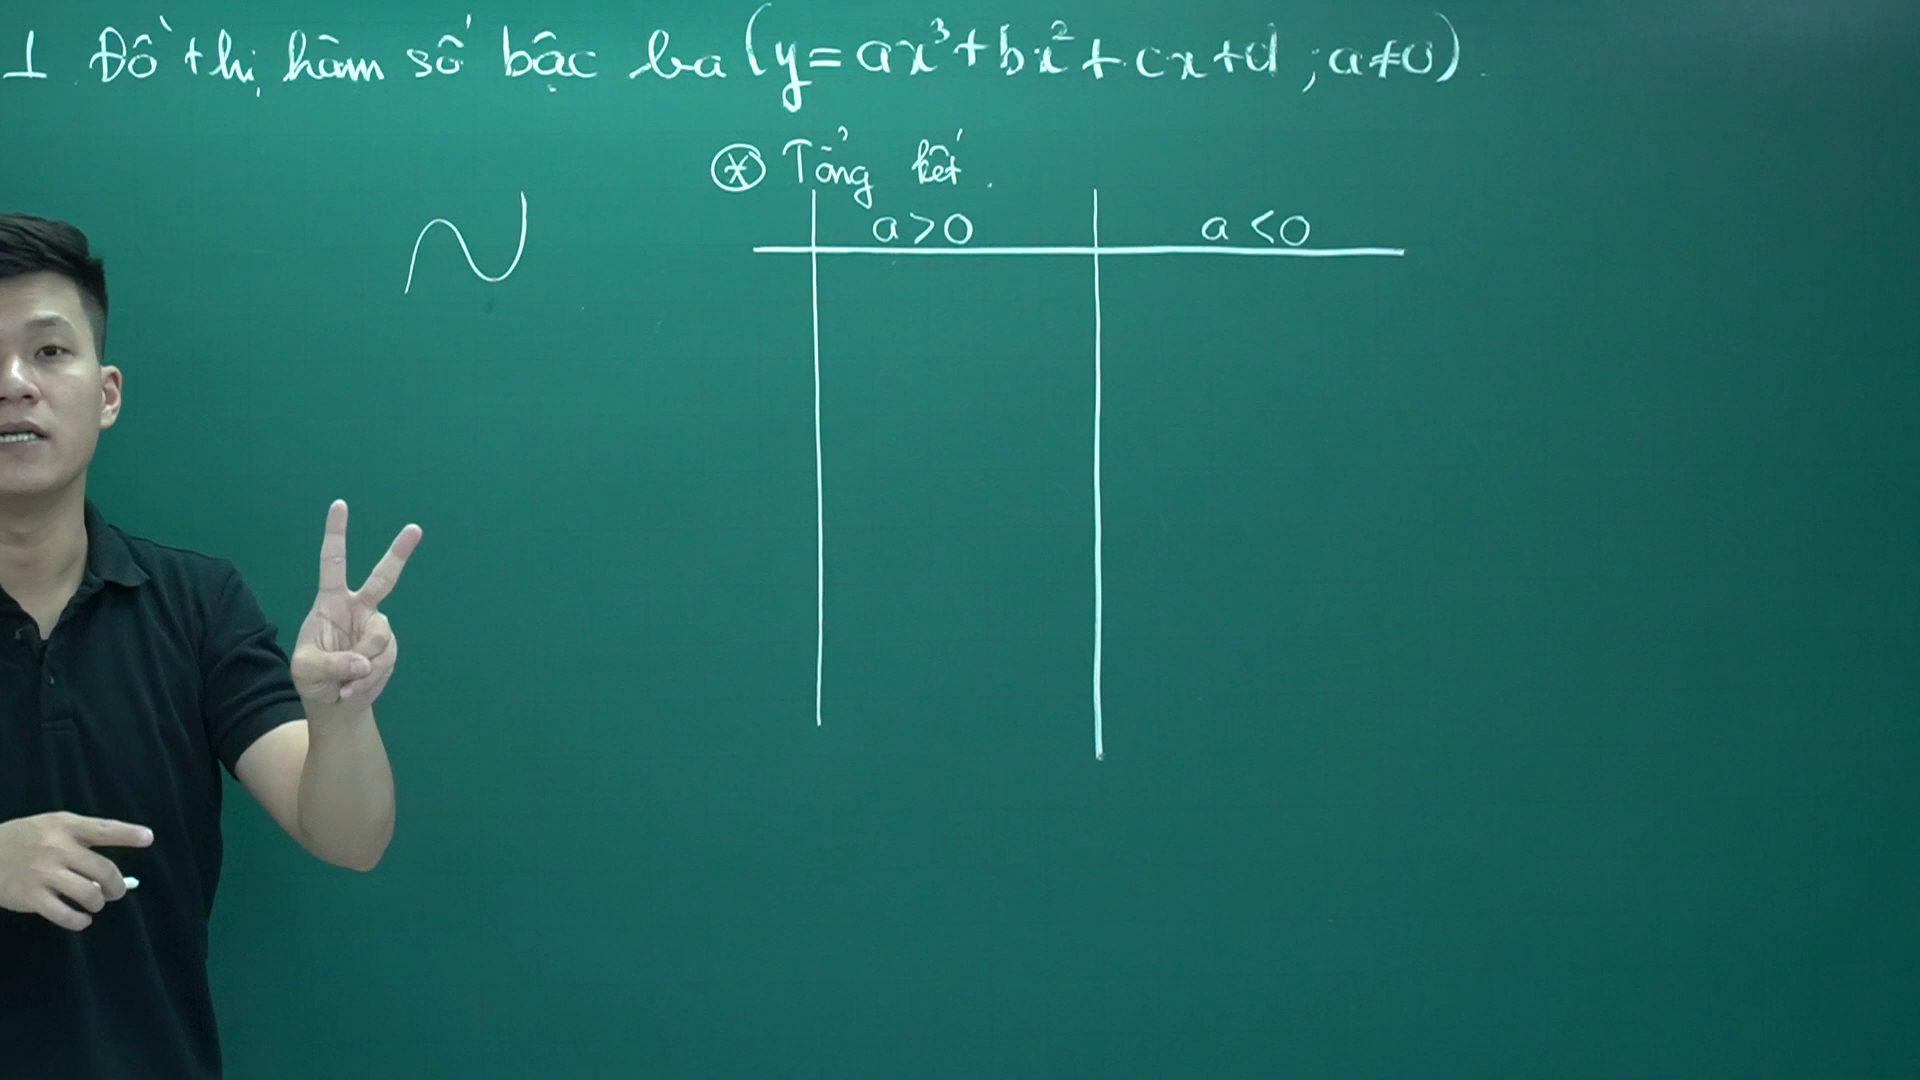 1 Đồ thị hàm số bậc ba (y=ax³+bx²+cx+d ; a≠0).
⊛ Tổng kết.
a>0 a<0